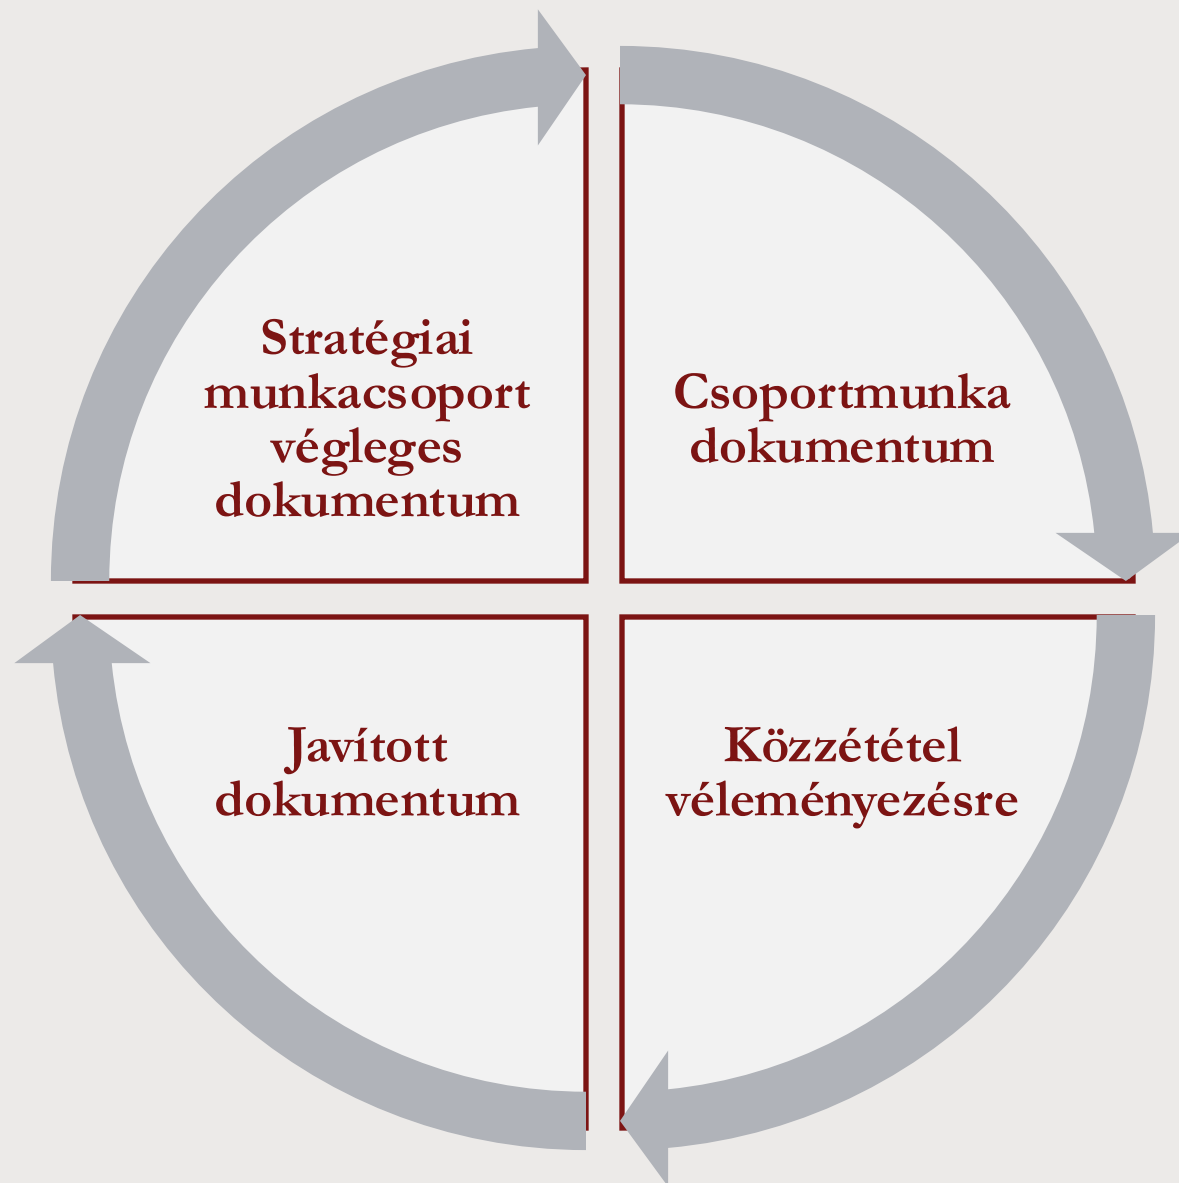 Stratégiai
munkacsoport
végleges
dokumentum
Csoportmunka
dokumentum
Javított
dokumentum
Közzététel
véleményezésre